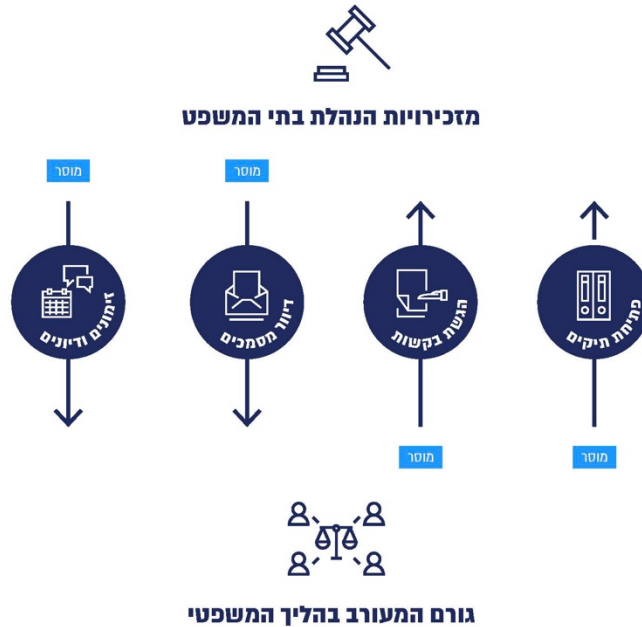 מזכירויות הנהלת בתי המשפט
מוסר
מוסר
פתיחת תיקים
הגשת בקשות
דיוור מסמכים
זימונים ודיונים
מוסר
מוסר
גורם המעורב בהליך המשפטי